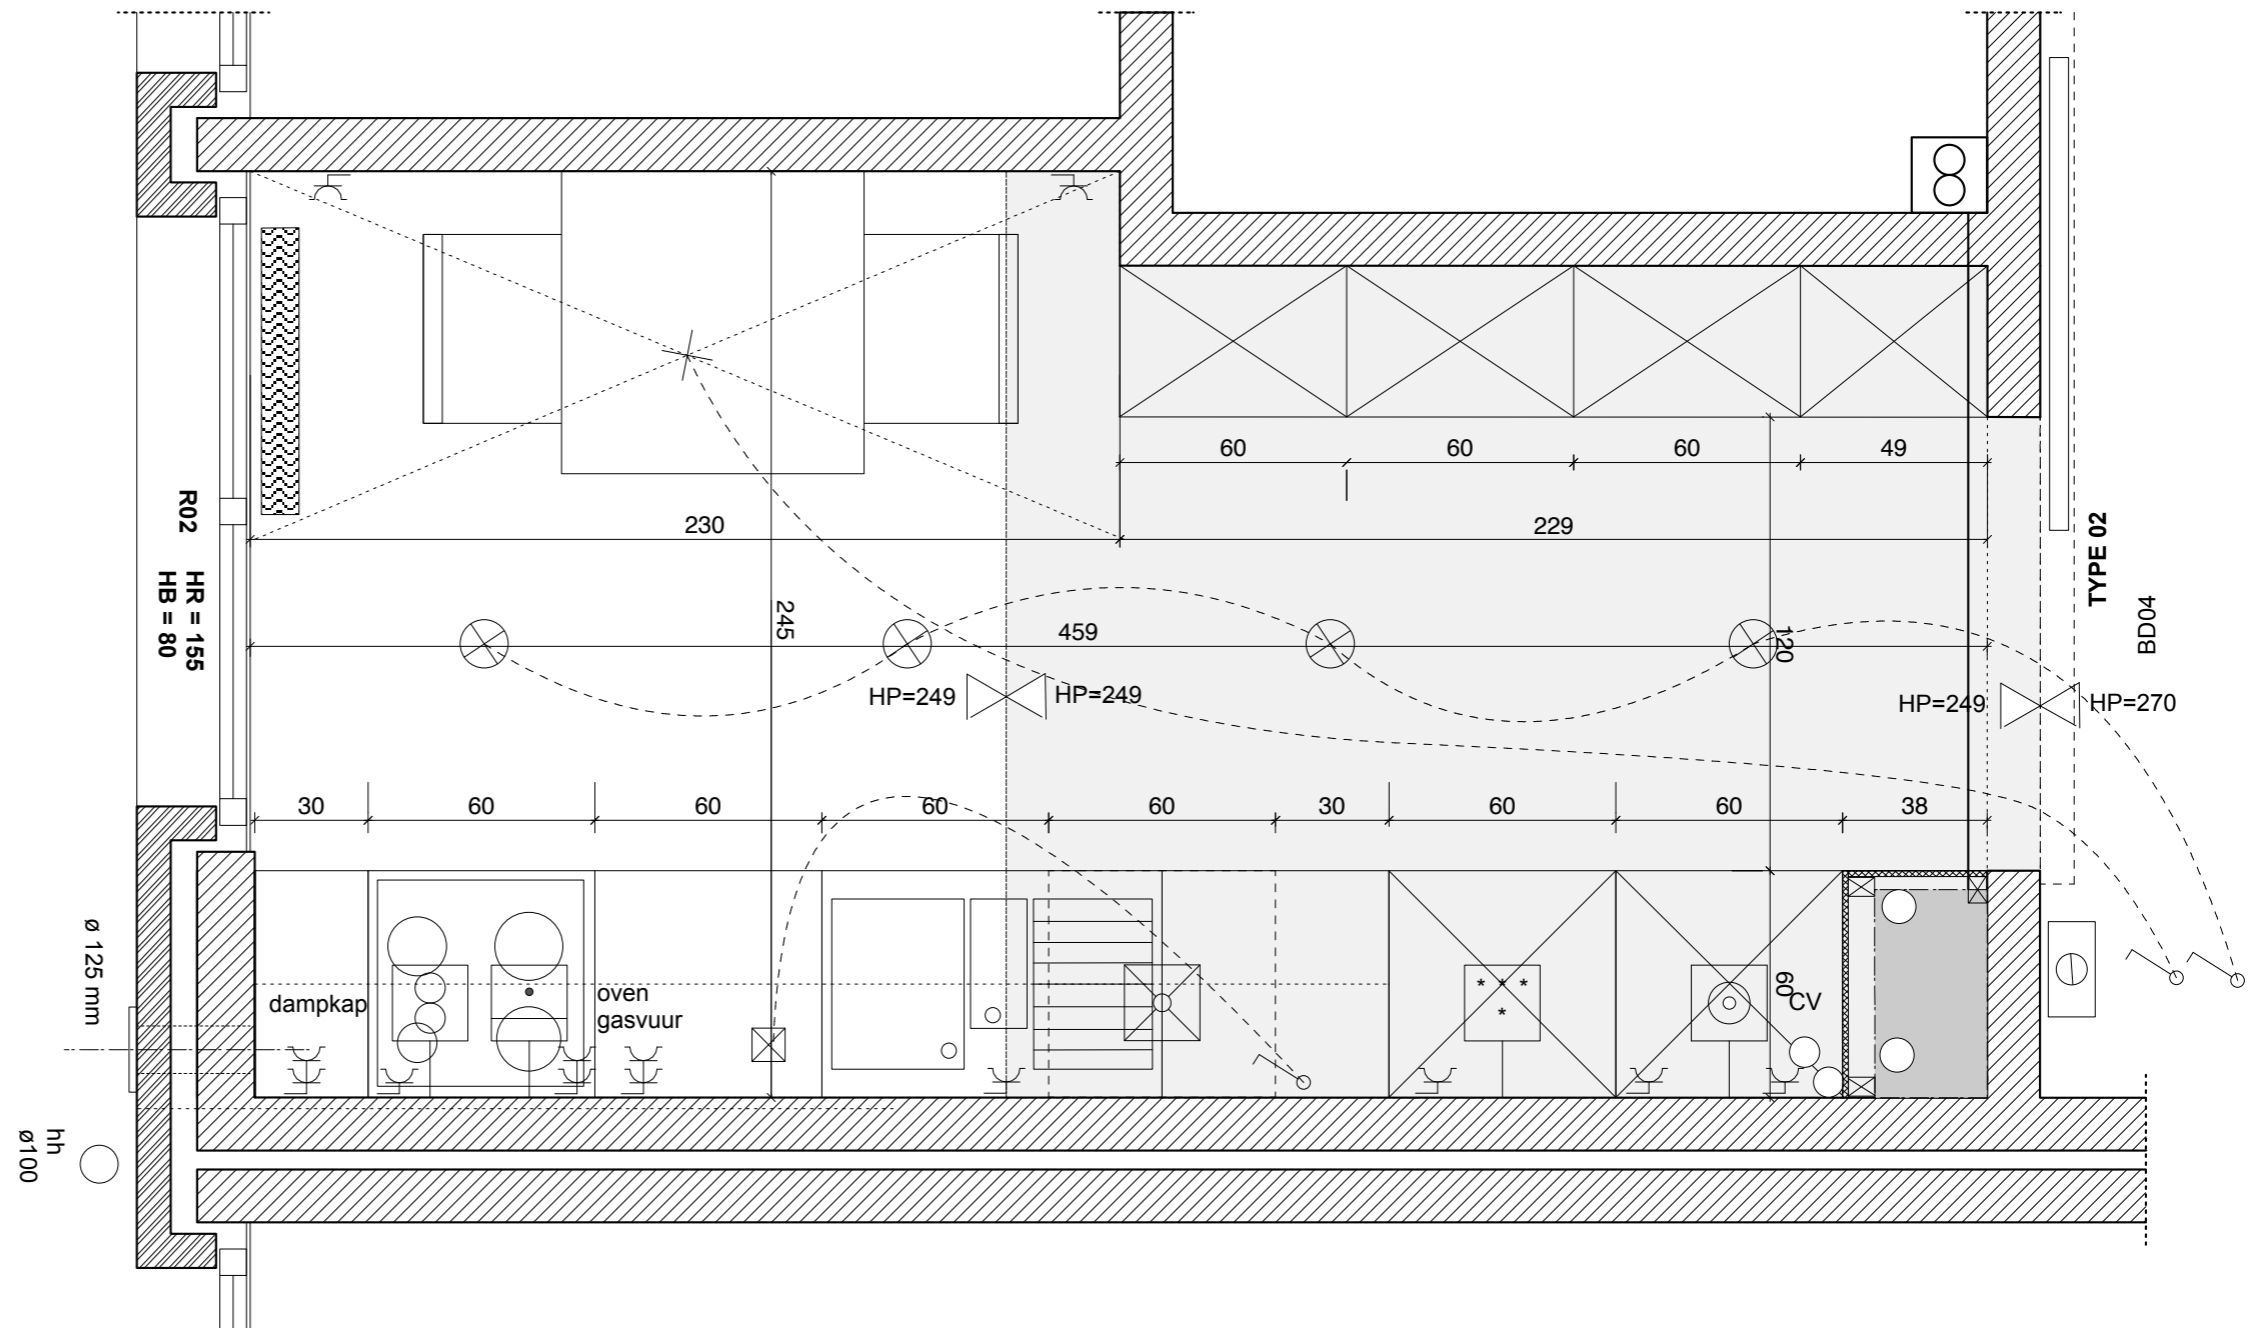 60
60
60
49
230
229
R02
HR = 155
HB = 80
TYPE 02
BD04
245
459
120
HP=249
HP=249
HP=249
HP=270
30
60
60
60
60
30
60
60
38
ø 125 mm
dampkap
oven
gasvuur
* * *
*
60
CV
hh
ø100